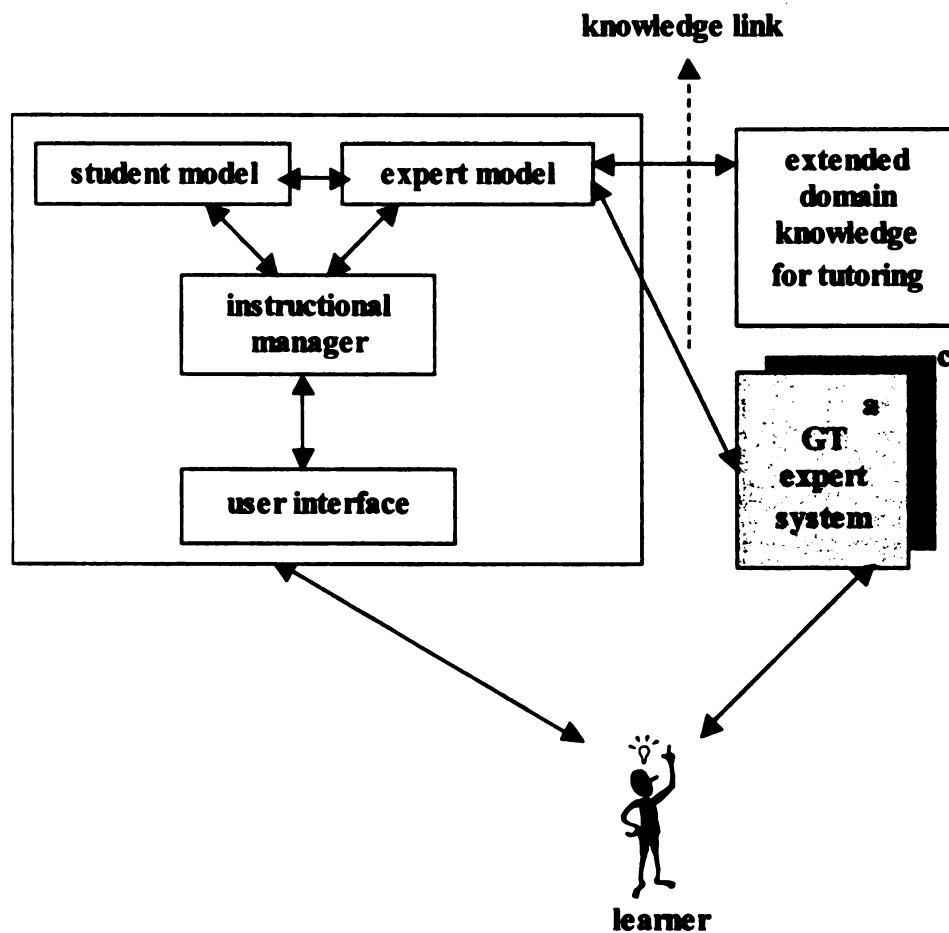 knowledge link
student model
expert model
extended
domain
knowledge
for tutoring
instructional
manager
c
a
GT
expert
system
user interface
learner